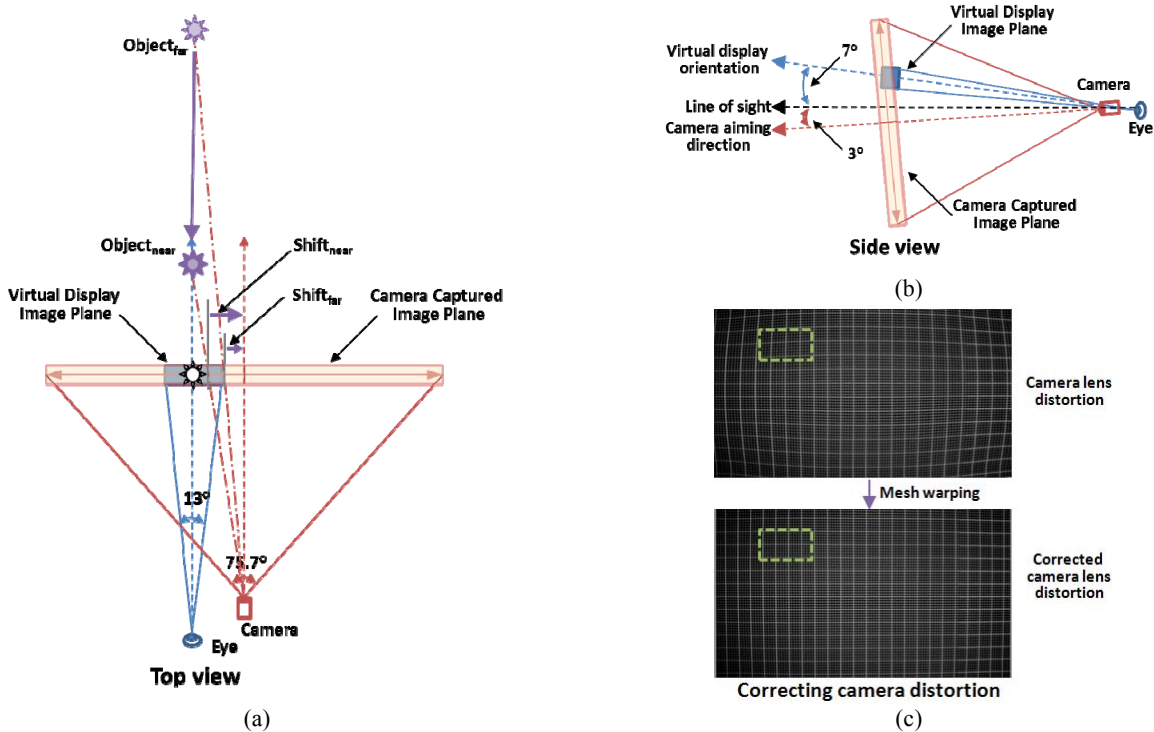 Object_far
Object_near
Shift_near
Shift_far
Virtual Display
Image Plane
Camera Captured
Image Plane
13°
75.7°
Camera
Eye
Top view
(a)
Virtual Display
Image Plane
Virtual display
orientation
7°
Camera
Line of sight
Eye
Camera aiming
direction
3°
Camera Captured
Image Plane
Side view
(b)
Camera lens
distortion
Mesh warping
Corrected
camera lens
distortion
Correcting camera distortion
(c)